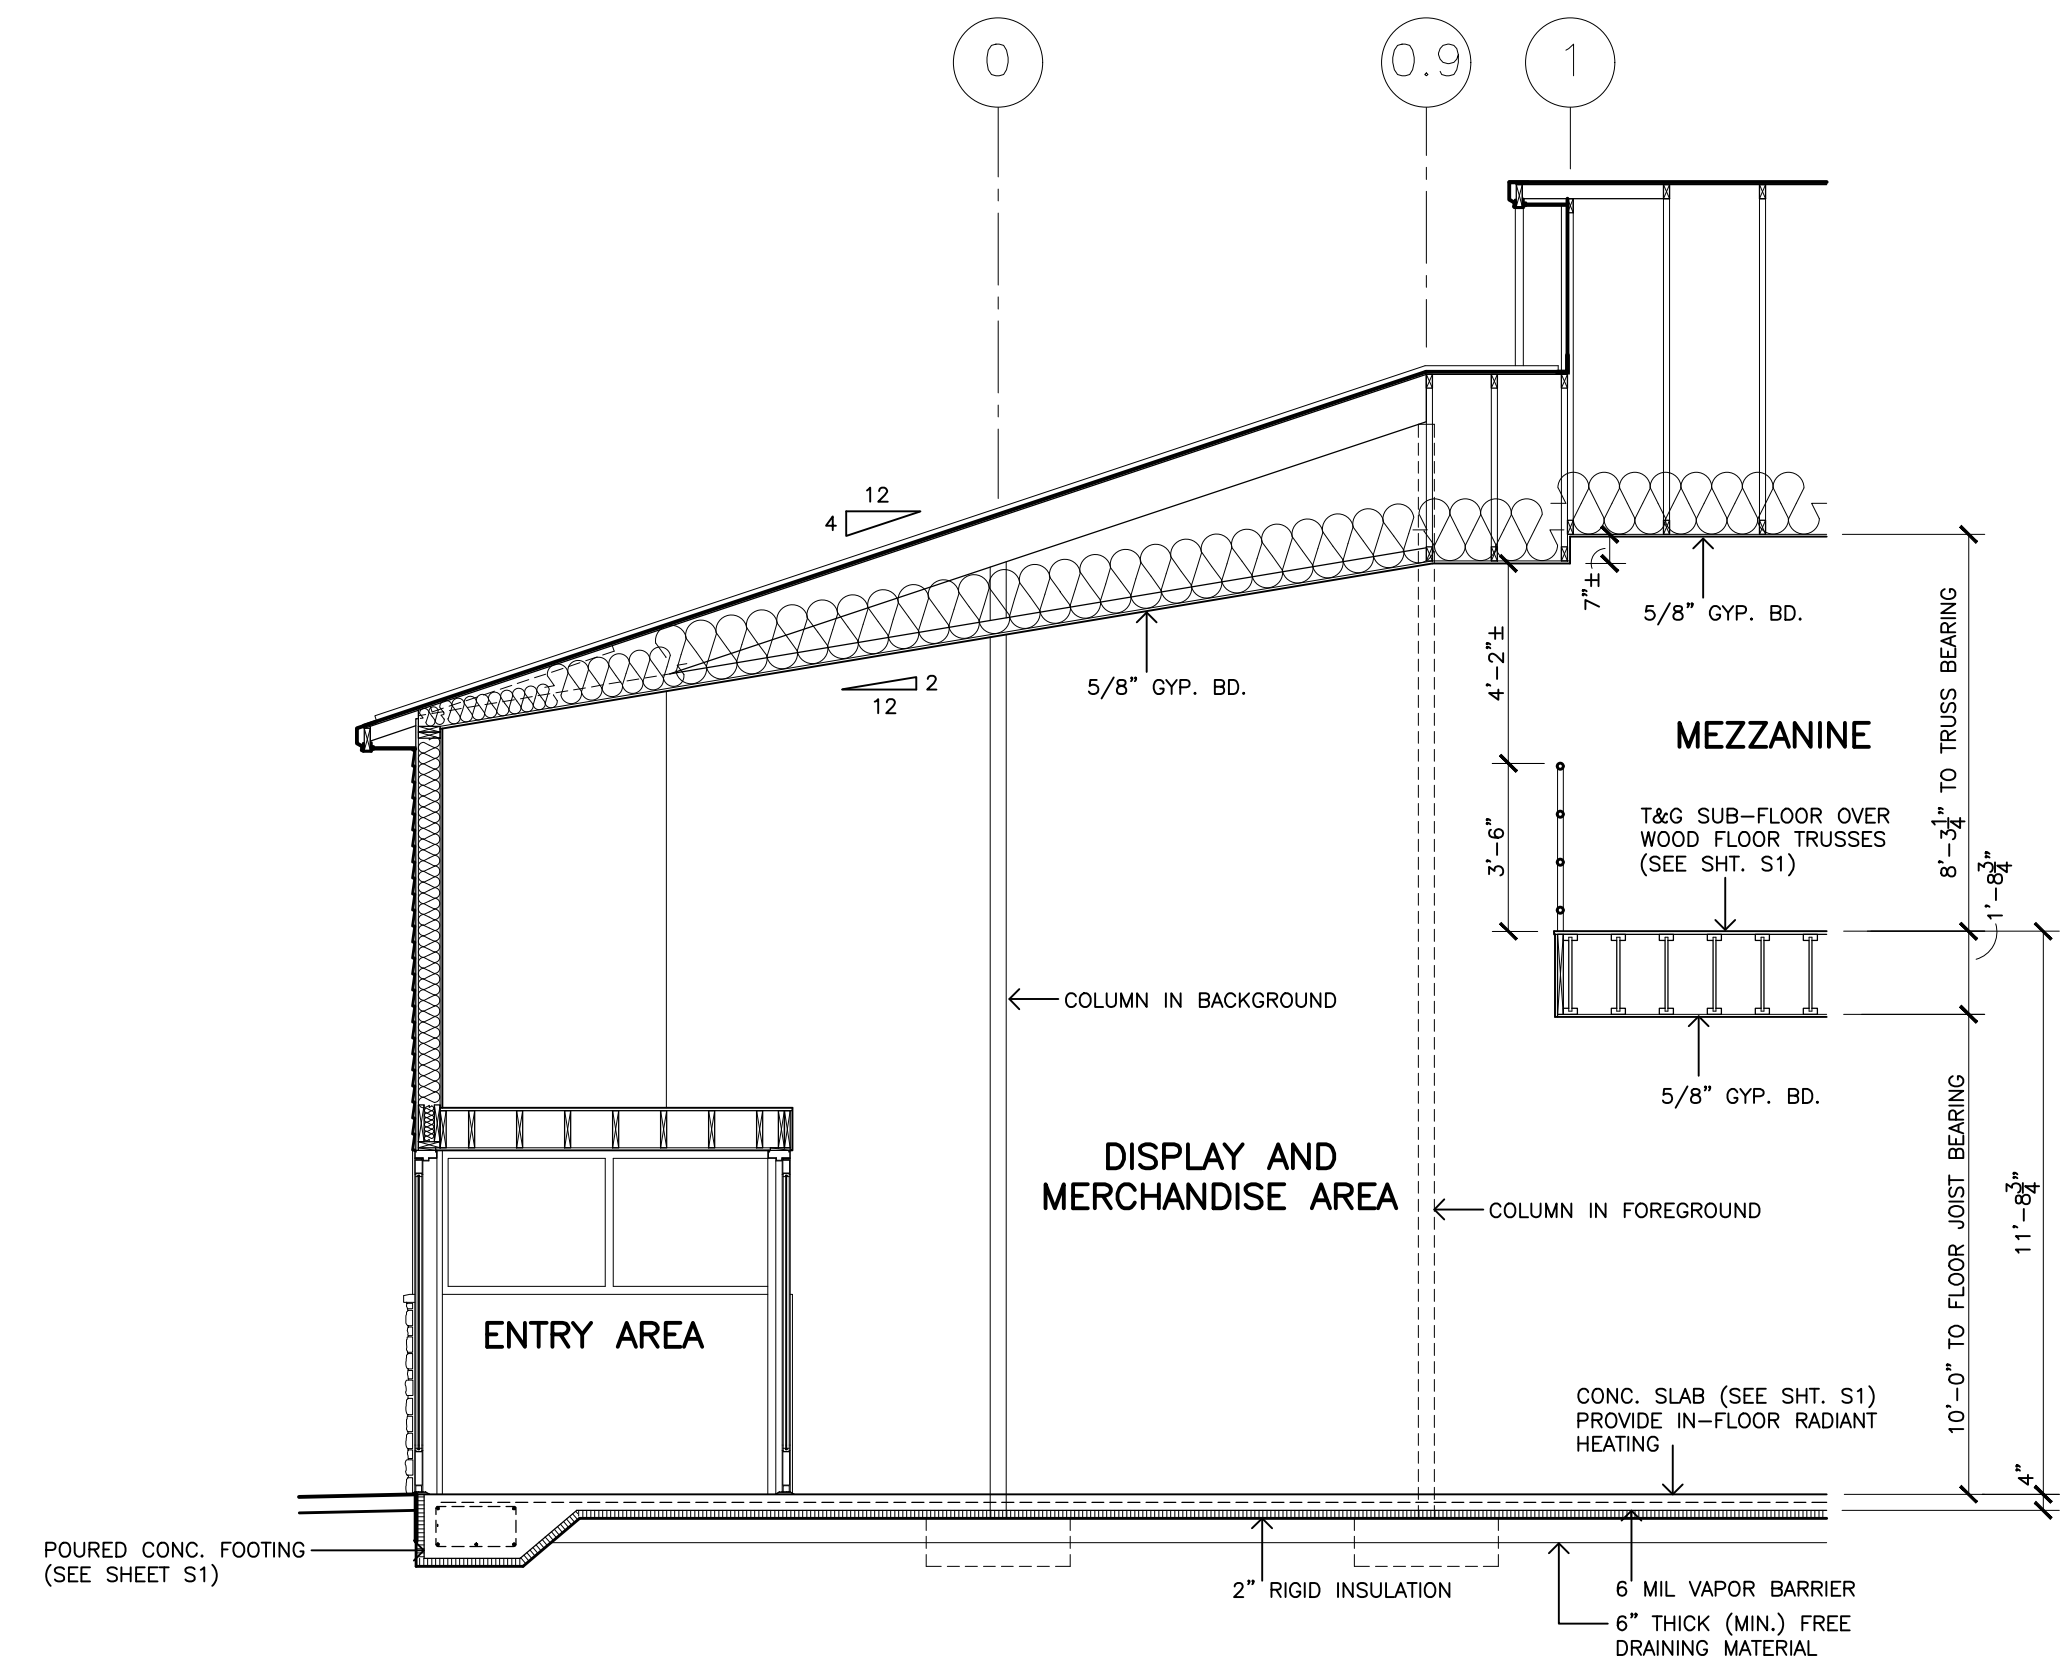 0
0.9
1
12
4
2
12
5/8" GYP. BD.
7"±
5/8" GYP. BD.
4'-2"±
3'-6"
MEZZANINE
8'-3 1/4" TO TRUSS BEARING
T&G SUB-FLOOR OVER
WOOD FLOOR TRUSSES
(SEE SHT. S1)
1'-8 3/4"
COLUMN IN BACKGROUND
5/8" GYP. BD.
DISPLAY AND
MERCHANDISE AREA
COLUMN IN FOREGROUND
10'-0" TO FLOOR JOIST BEARING
11'-8 3/4"
ENTRY AREA
CONC. SLAB (SEE SHT. S1)
PROVIDE IN-FLOOR RADIANT
HEATING
4"
POURED CONC. FOOTING
(SEE SHEET S1)
2" RIGID INSULATION
6 MIL VAPOR BARRIER
6" THICK (MIN.) FREE
DRAINING MATERIAL